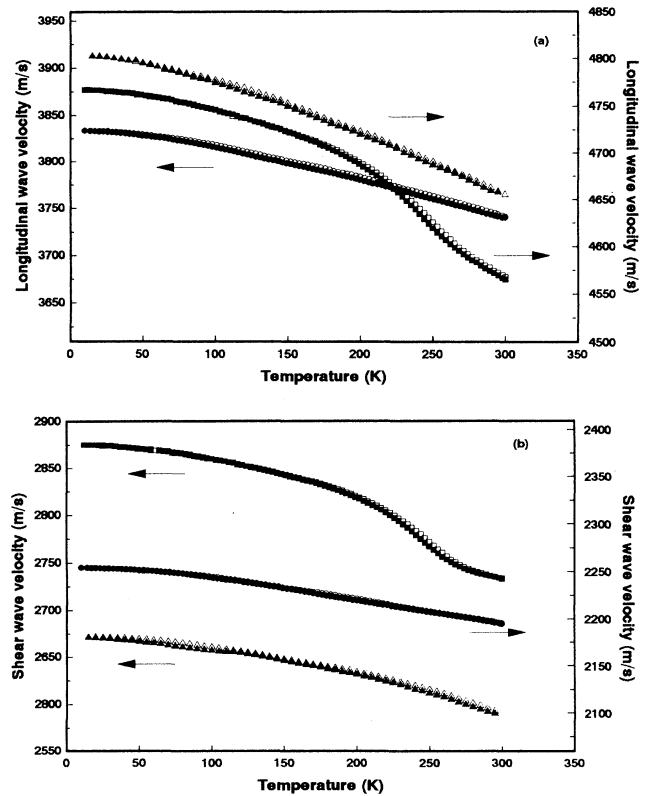 Longitudinal wave velocity (m/s)
3950
3900
3850
3800
3750
3700
3650
(a)
4850
4800
4750
4700
4650
4600
4550
4500
Longitudinal wave velocity
(m/s)
0 50 100 150 200 250 300 350
Temperature (K)
Shear wave velocity (m/s)
2900
2850
2800
2750
2700
2650
2800
2550
(b)
2400
2350
2300
2250
2200
2150
2100
Shear wave velocity(m/s)
0 50 100 150 200 250 300 350
Temperature (K)